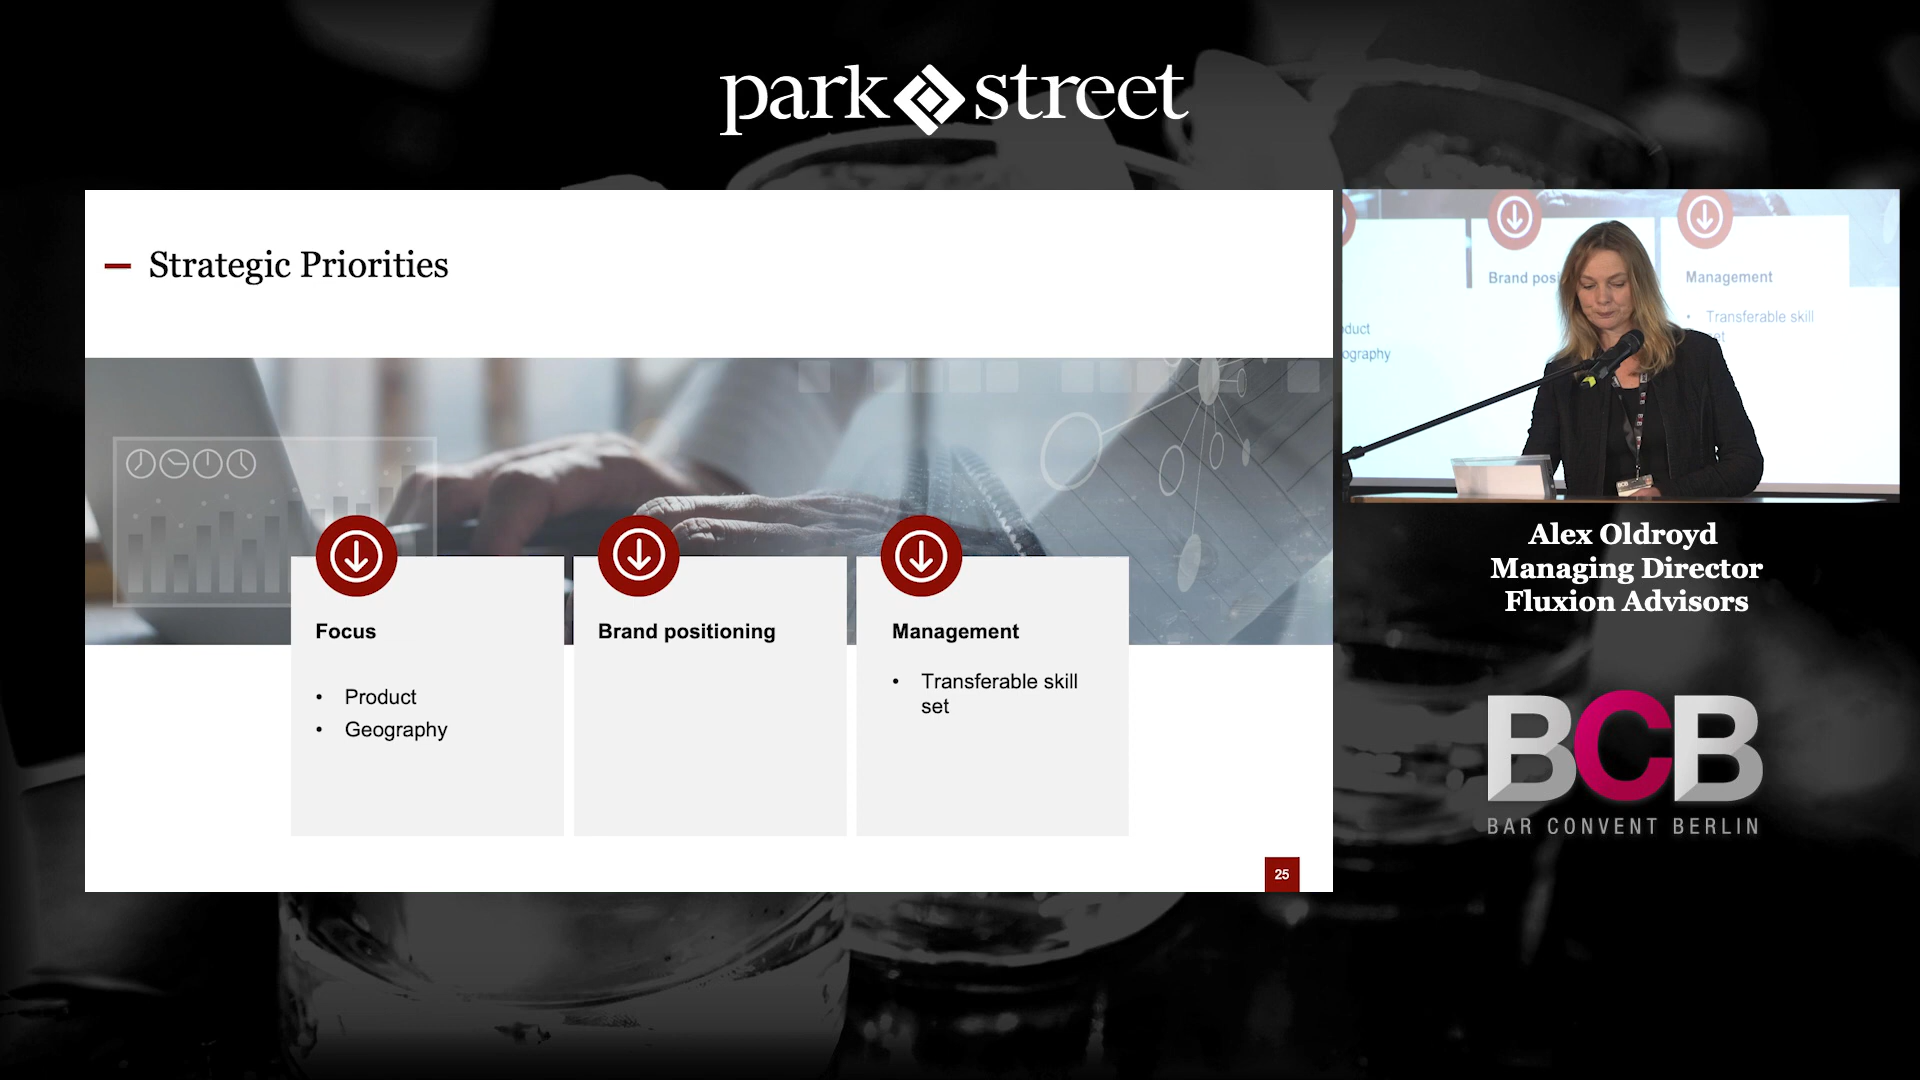 park street
Strategic Priorities
Focus
• Product
• Geography
Brand positioning
Management
• Transferable skill
set
25
Brand posi
Management
• Transferable skill
duct
ography
Alex Oldroyd
Managing Director
Fluxion Advisors
BCB
BAR CONVENT BERLIN